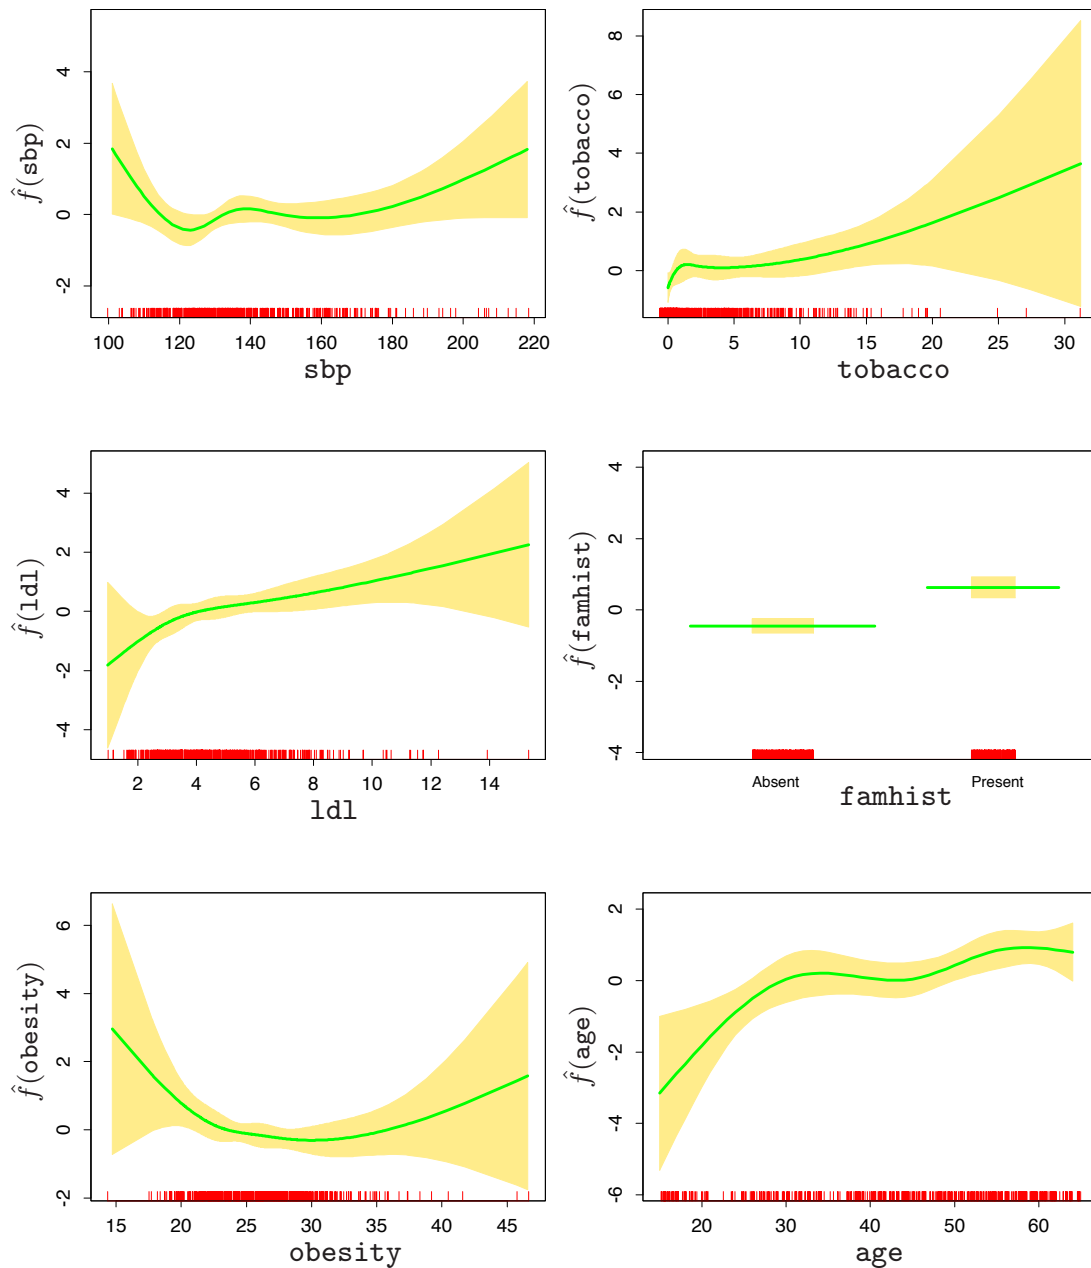 f̂(sbp)
-2 0 2 4
100 120 140 160 180 200 220
sbp
f̂(tobacco)
0 2 4 6 8
0 5 10 15 20 25 30
tobacco
f̂(ldl)
-4 -2 0 2 4
2 4 6 8 10 12 14
ldl
f̂(famhist)
-4 -2 0 2 4
Absent Present
famhist
f̂(obesity)
-2 0 2 4 6
15 20 25 30 35 40 45
obesity
f̂(age)
-6 -4 -2 0 2
20 30 40 50 60
age